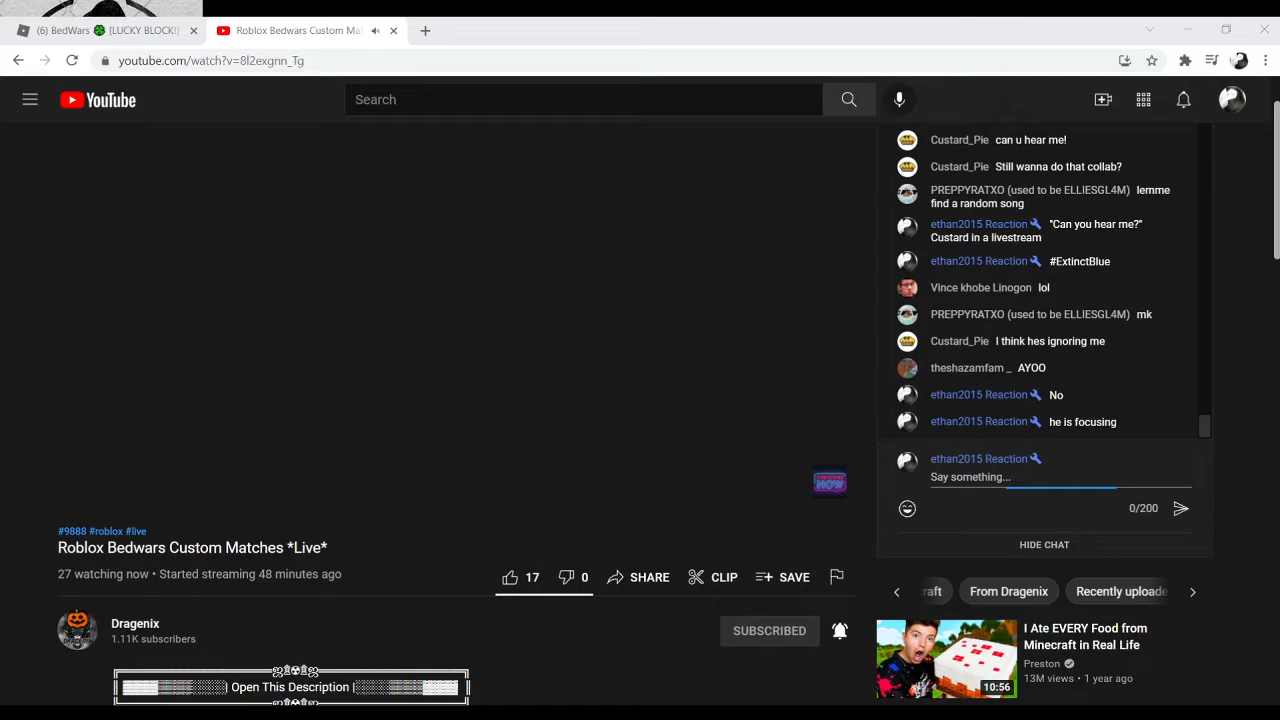 (6) BedWars 🍀 [LUCKY BLOCK!]
Roblox Bedwars Custom Mat
youtube.com/watch?v=8l2exgnn_Tg
YouTube
Search
Custard_Pie can u hear me!
Custard_Pie Still wanna do that collab?
PREPPYRATXO (used to be ELLIESGL4M) lemme
find a random song
ethan2015 Reaction "Can you hear me?"
Custard in a livestream
ethan2015 Reaction #ExtinctBlue
Vince khobe Linogon lol
PREPPYRATXO (used to be ELLIESGL4M) mk
Custard_Pie I think hes ignoring me
theshazamfam _ AYOO
ethan2015 Reaction No
ethan2015 Reaction he is focusing
ethan2015 Reaction
Say something...
0/200
HIDE CHAT
NOW
#9888 #roblox #live
Roblox Bedwars Custom Matches *Live*
27 watching now • Started streaming 48 minutes ago
17 0 SHARE CLIP SAVE
Dragenix
1.11K subscribers
SUBSCRIBED
| Open This Description |
raft From Dragenix Recently uploade
I Ate EVERY Food from
Minecraft in Real Life
Preston
13M views • 1 year ago
10:56